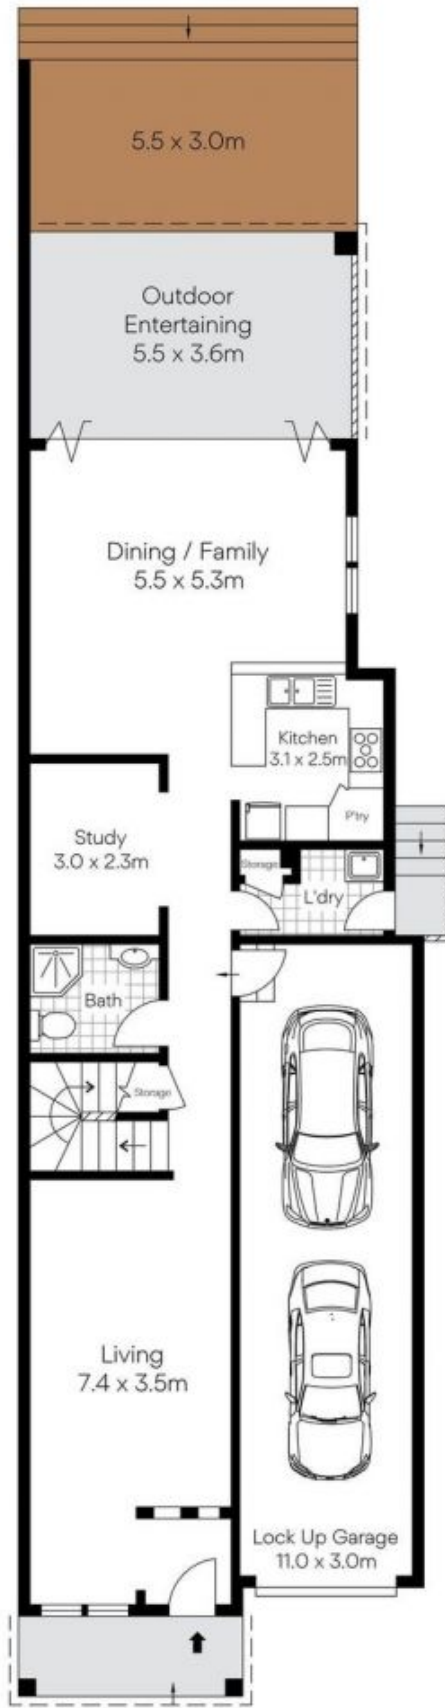 5.5 x 3.0m
Outdoor
Entertaining
5.5 x 3.6m
Dining / Family
5.5 x 5.3m
Kitchen
3.1 x 2.5m
P'try
Study
3.0 x 2.3m
Storage
L'dry
Bath
Storage
Living
7.4 x 3.5m
Lock Up Garage
11.0 x 3.0m